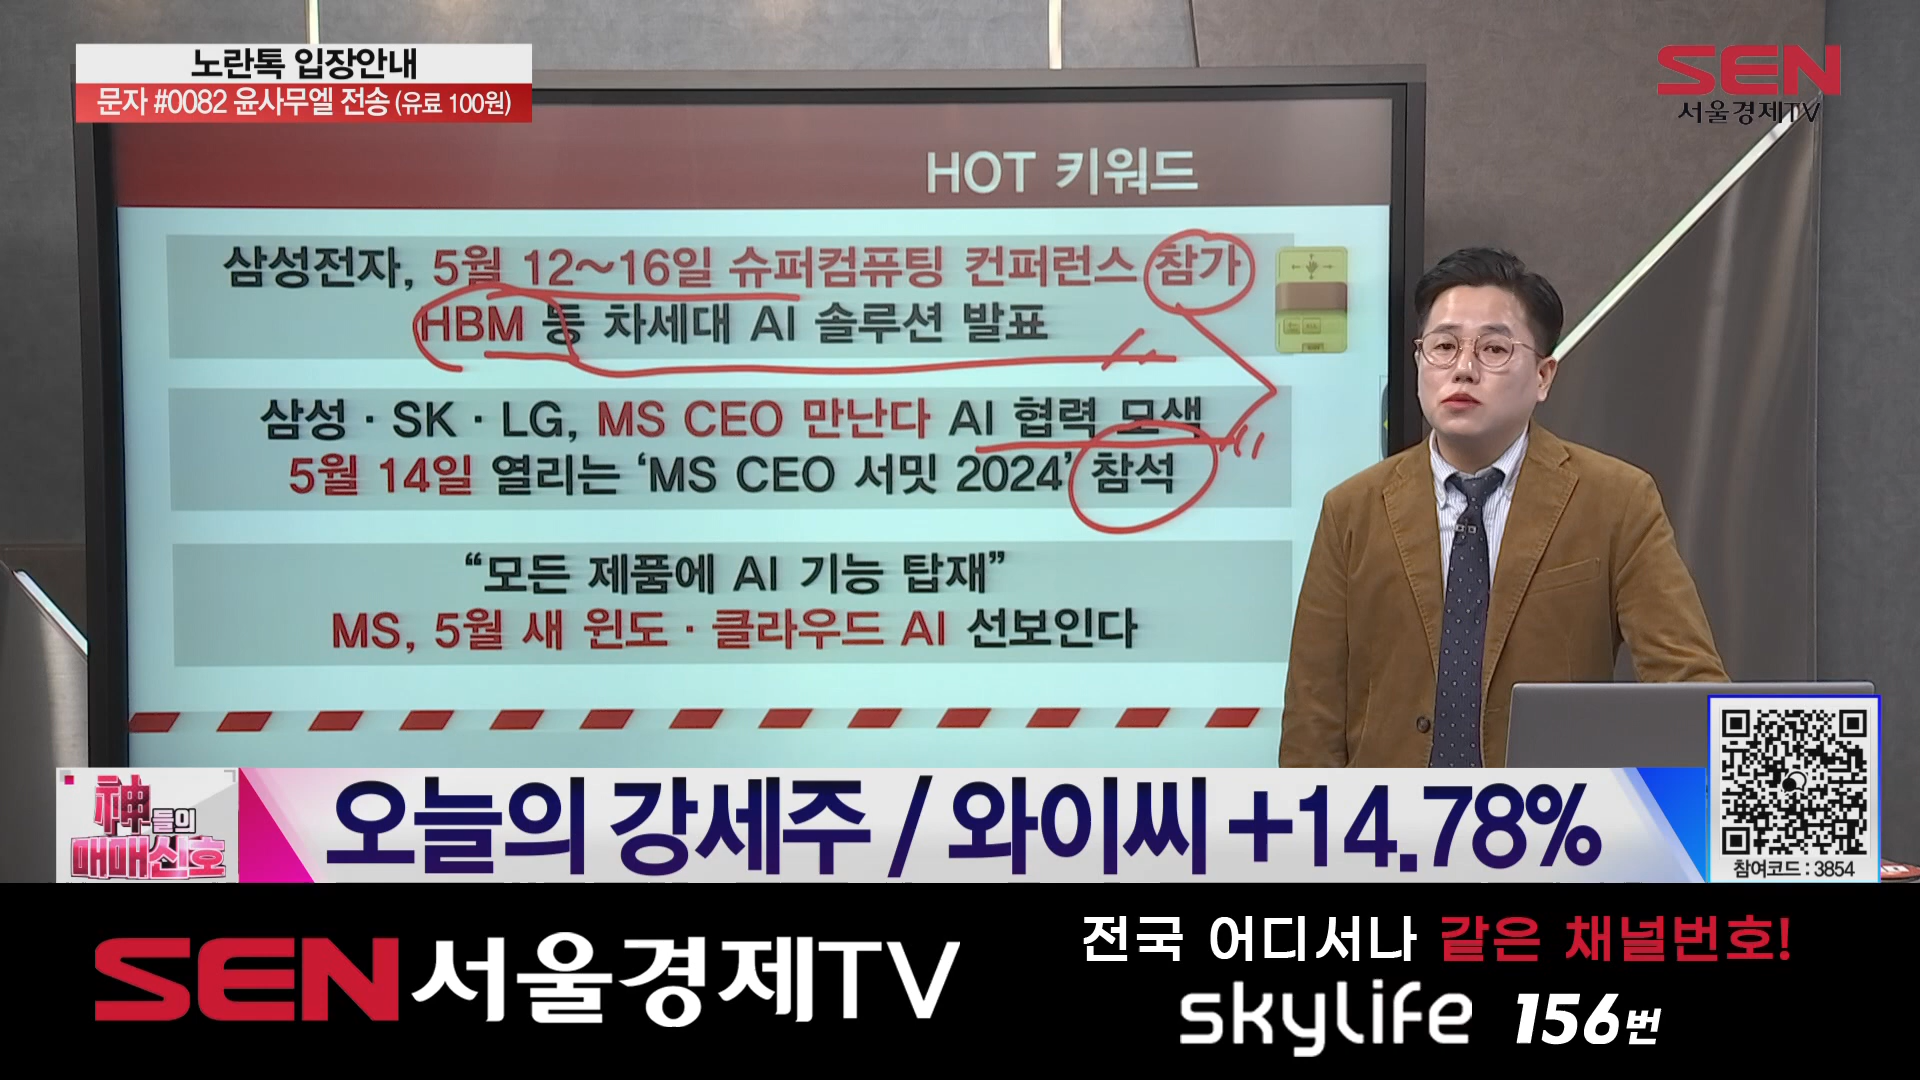 노란톡 입장안내
문자 #0082 윤사무엘 전송 (유료 100원)
SEN
서울경제TV
HOT 키워드
삼성전자, 5월 12~16일 슈퍼컴퓨팅 컨퍼런스 참가
HBM 등 차세대 AI 솔루션 발표
삼성 · SK · LG, MS CEO 만난다 AI 협력 모색
5월 14일 열리는 ‘MS CEO 서밋 2024’ 참석
“모든 제품에 AI 기능 탑재”
MS, 5월 새 윈도 · 클라우드 AI 선보인다
神들의
매매신호
오늘의 강세주 / 와이씨 +14.78%
참여코드 : 3854
SEN 서울경제TV
전국 어디서나 같은 채널번호!
skylife 156번